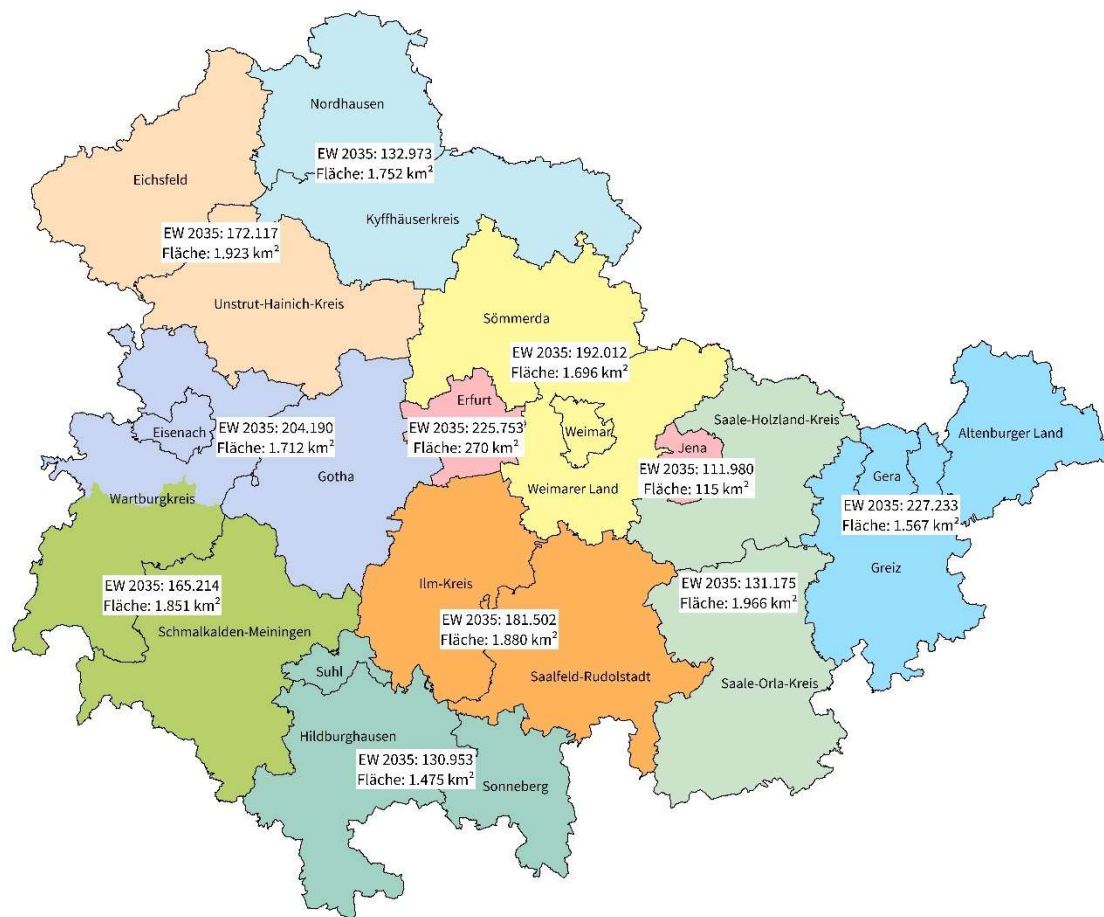 Nordhausen
EW 2035: 132.973
Fläche: 1.752 km²
Eichsfeld
Kyffhäuserkreis
EW 2035: 172.117
Fläche: 1.923 km²
Unstrut-Hainich-Kreis
Sömmerda
EW 2035: 192.012
Fläche: 1.696 km²
Erfurt
Saale-Holzland-Kreis
Altenburger Land
EW 2035: 204.190
Fläche: 1.712 km²
Eisenach
EW 2035: 225.753
Fläche: 270 km²
Weimar
Jena
EW 2035: 111.980
Fläche: 115 km²
Gera
Gotha
Wartburgkreis
Weimarer Land
EW 2035: 227.233
Fläche: 1.567 km²
Greiz
EW 2035: 165.214
Fläche: 1.851 km²
Ilm-Kreis
EW 2035: 131.175
Fläche: 1.966 km²
Schmalkalden-Meiningen
EW 2035: 181.502
Fläche: 1.880 km²
Suhl
Saalfeld-Rudolstadt
Saale-Orla-Kreis
Hildburghausen
EW 2035: 130.953
Fläche: 1.475 km²
Sonneberg